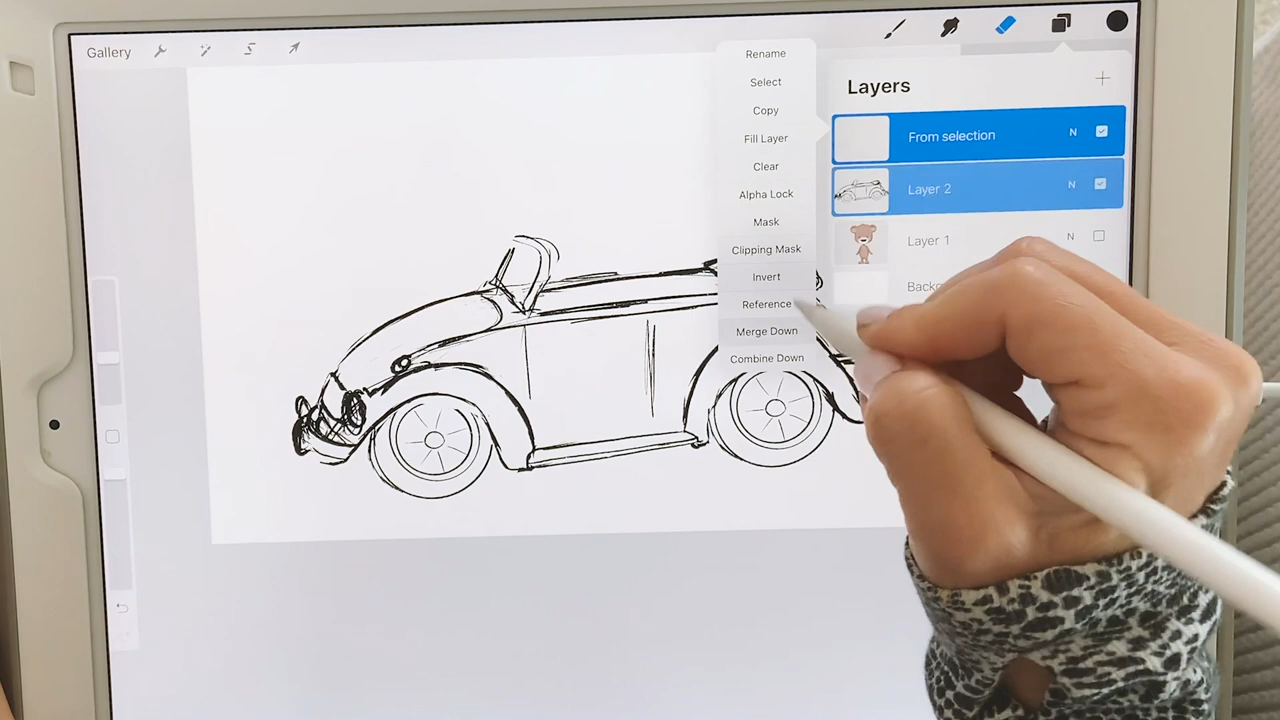 Gallery
Rename
Select
Copy
Fill Layer
Clear
Alpha Lock
Mask
Clipping Mask
Invert
Reference
Merge Down
Combine Down
Layers
From selection N
Layer 2 N
Layer 1 N